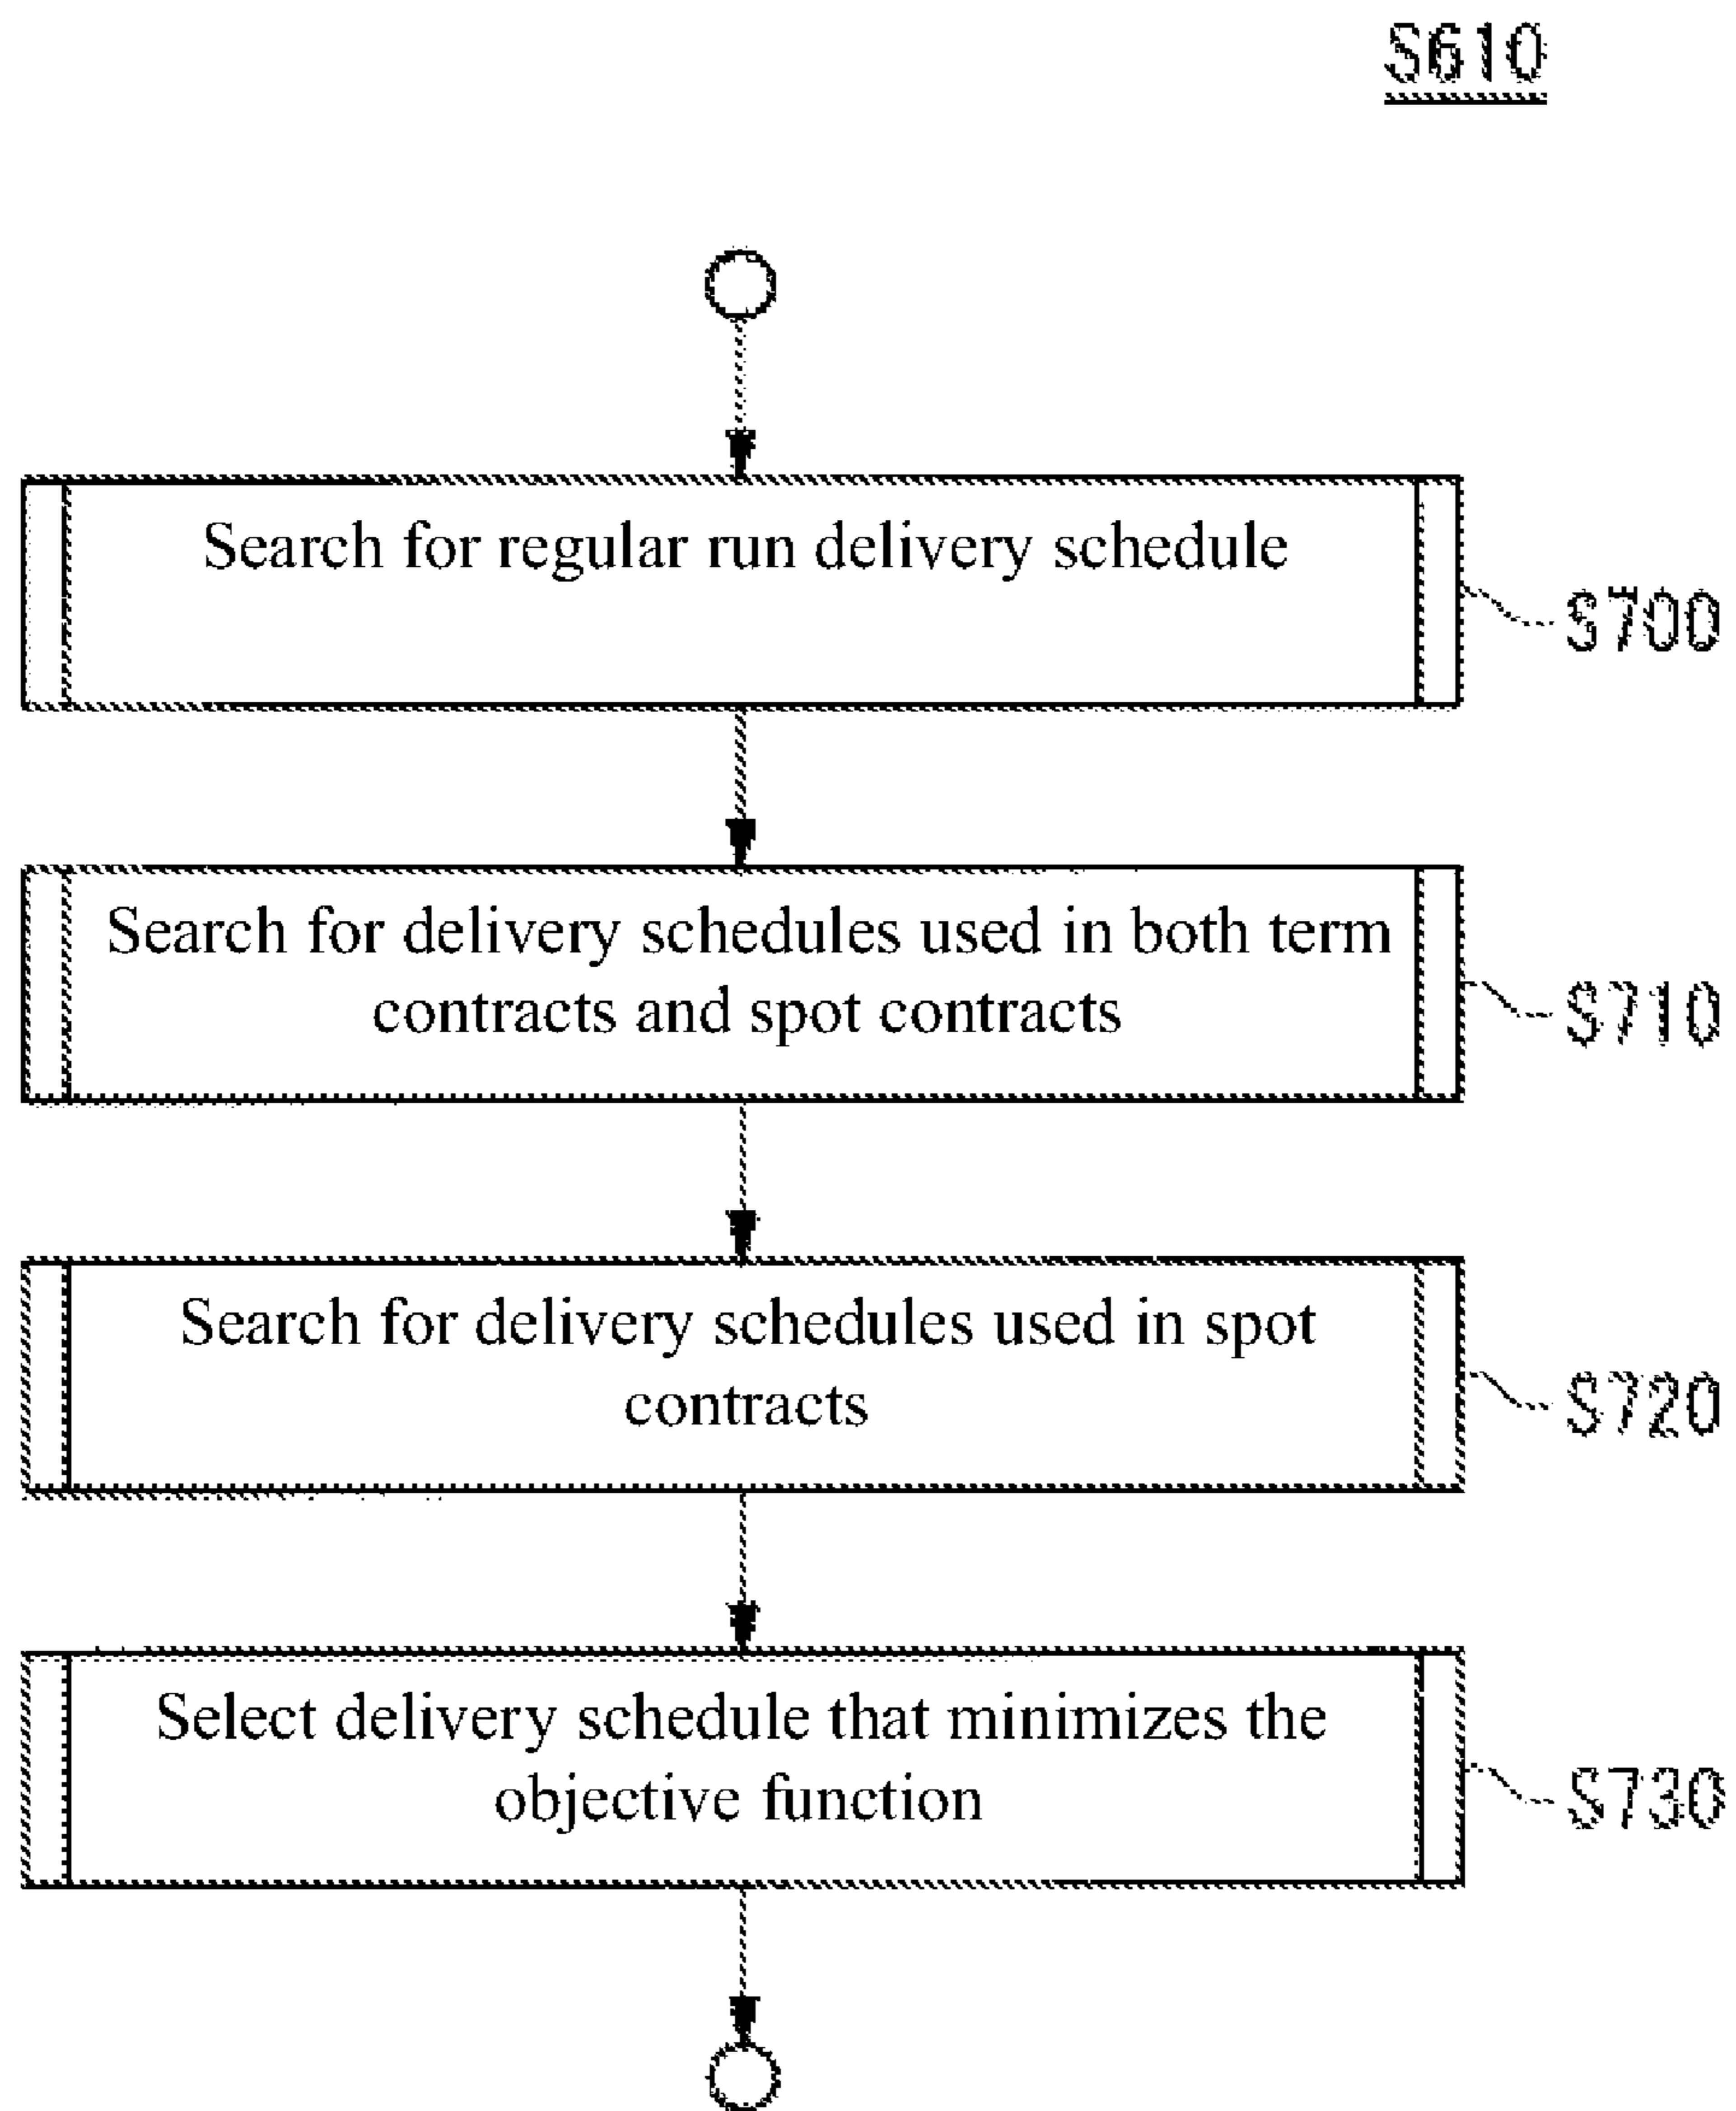 S610
Search for regular run delivery schedule
S700
Search for delivery schedules used in both term
contracts and spot contracts
S710
Search for delivery schedules used in spot
contracts
S720
Select delivery schedule that minimizes the
objective function
S730